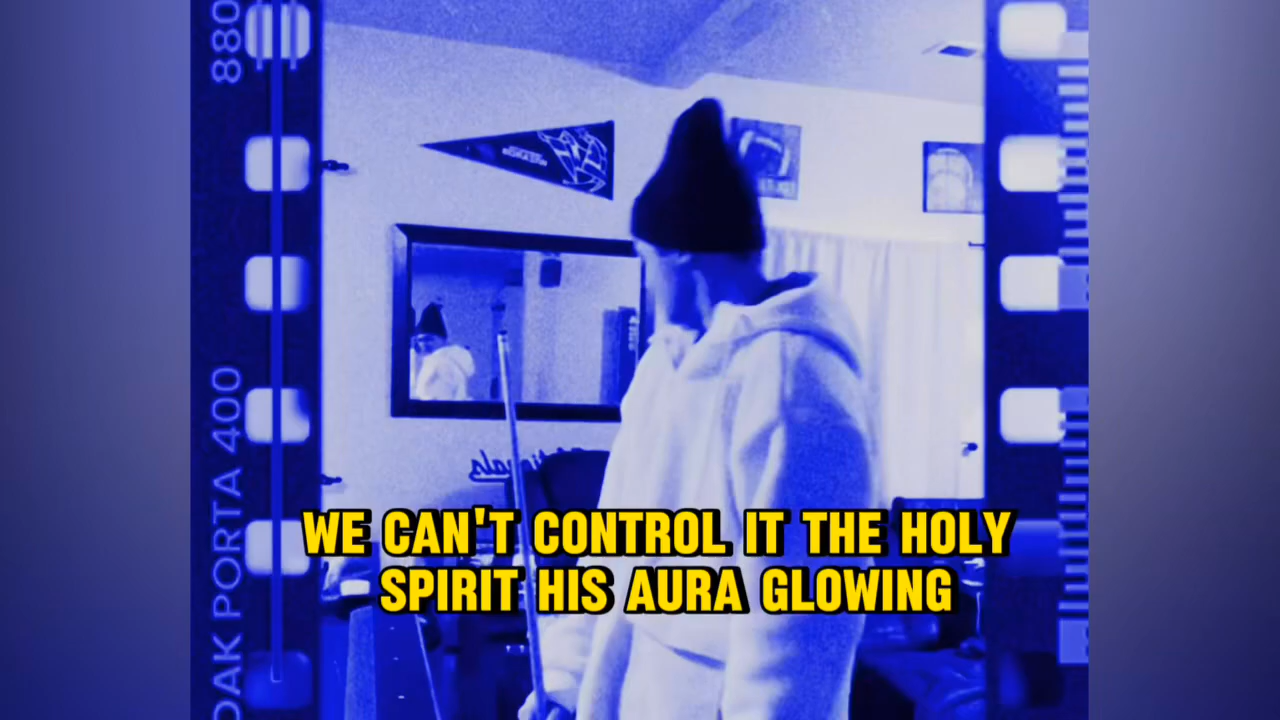 880
DAK PORTA 400
WE CAN'T CONTROL IT THE HOLY
SPIRIT HIS AURA GLOWING